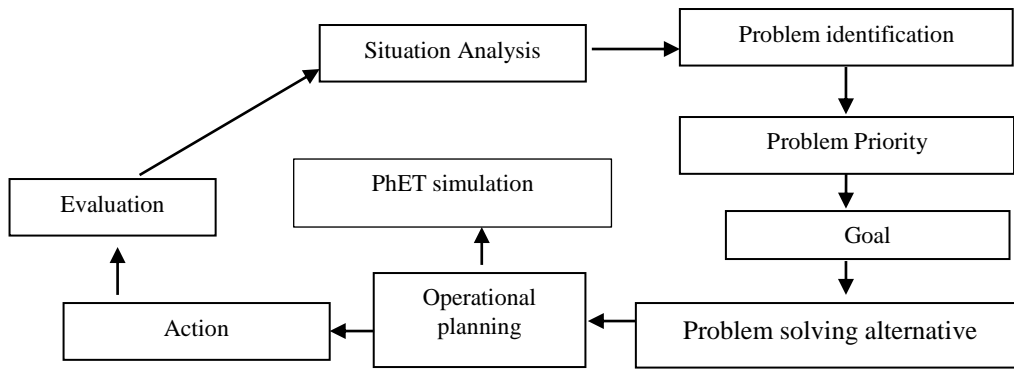 Situation Analysis
Problem identification
Problem Priority
Goal
Problem solving alternative
Operational
planning
PhET simulation
Action
Evaluation